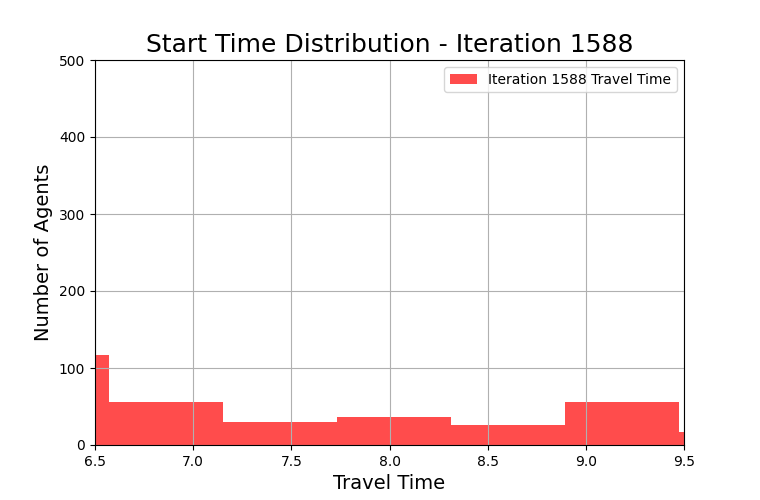 Start Time Distribution - Iteration 1588
500
400
300
200
100
0
Number of Agents
Iteration 1588 Travel Time
6.5 7.0 7.5 8.0 8.5 9.0 9.5
Travel Time